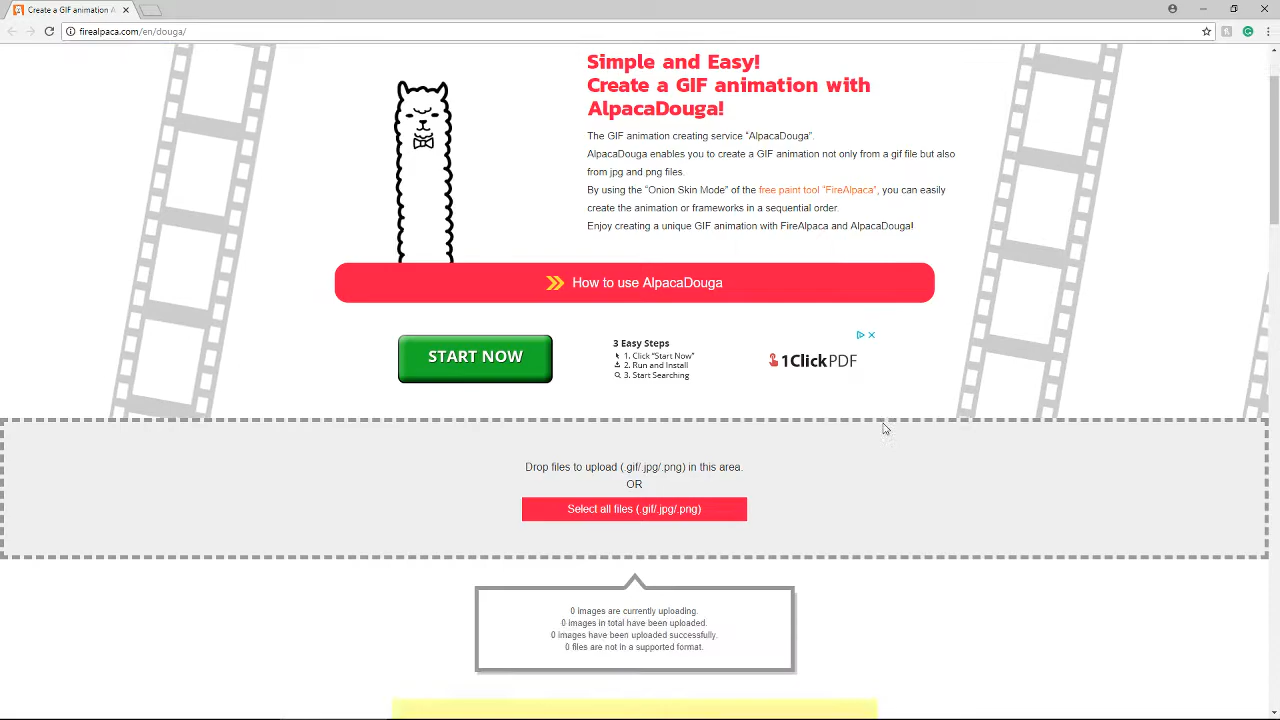 Create a GIF animation A
firealpaca.com/en/douga/
Simple and Easy!
Create a GIF animation with
AlpacaDouga!
The GIF animation creating service "AlpacaDouga".
AlpacaDouga enables you to create a GIF animation not only from a gif file but also
from jpg and png files.
By using the "Onion Skin Mode" of the free paint tool "FireAlpaca", you can easily
create the animation or frameworks in a sequential order.
Enjoy creating a unique GIF animation with FireAlpaca and AlpacaDouga!
How to use AlpacaDouga
START NOW
3 Easy Steps
1. Click "Start Now"
2. Run and Install
3. Start Searching
1ClickPDF
Drop files to upload (.gif/.jpg/.png) in this area.
OR
Select all files (.gif/.jpg/.png)
0 images are currently uploading.
0 images in total have been uploaded.
0 images have been uploaded successfully.
0 files are not in a supported format.